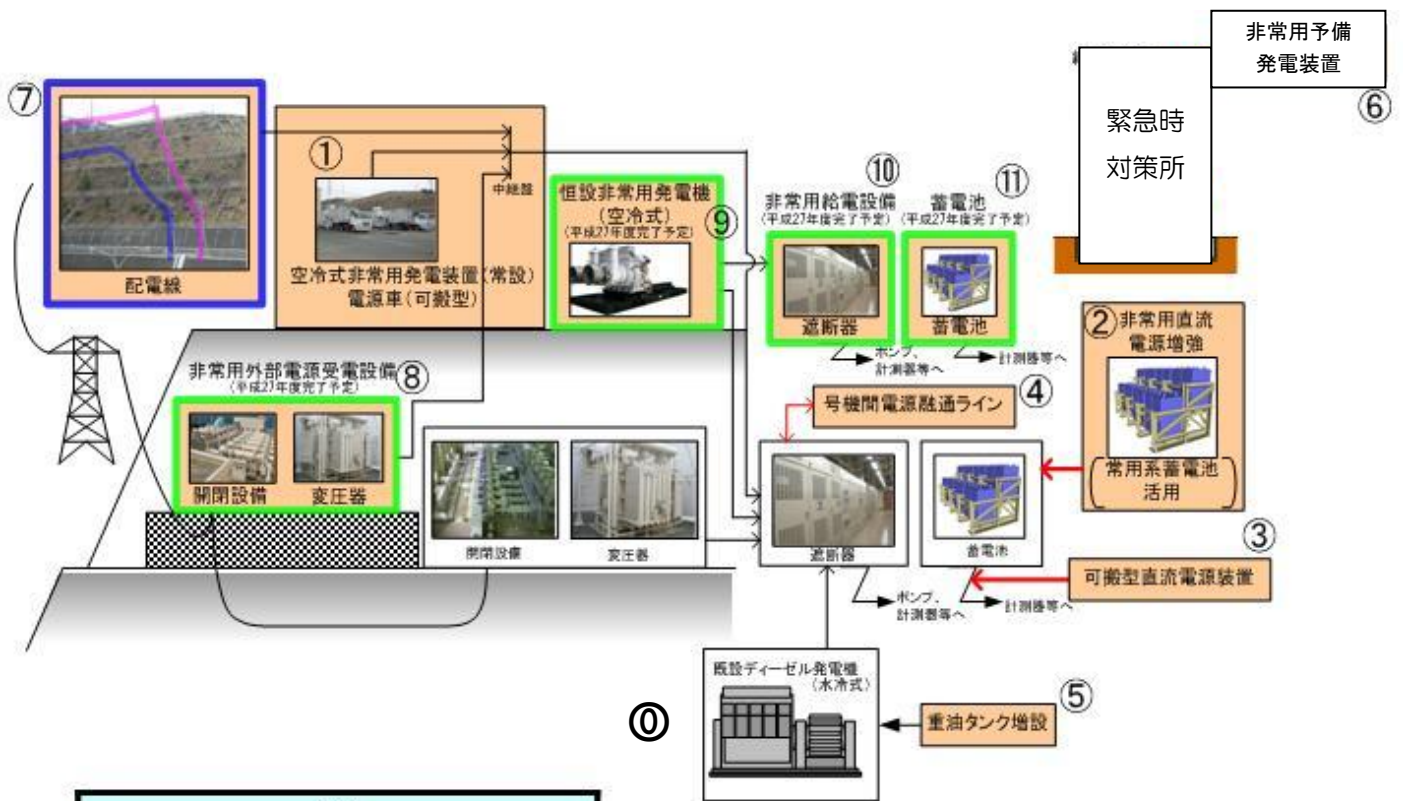 非常用予備
発電装置
⑥
緊急時
対策所
⑦
配電線
①
中継盤
空冷式非常用発電装置(常設)
電源車(可搬型)
恒設非常用発電機
(空冷式)
(平成27年度完了予定)
⑨
⑩
非常用給電設備
(平成27年度完了予定)
遮断器
ポンプ、
計測器等へ
⑪
蓄電池
(平成27年度完了予定)
蓄電池
計測器等へ
②非常用直流
電源増強
(常用系蓄電池
活用)
非常用外部電源受電設備
(平成27年度完了予定)
⑧
開閉設備
変圧器
号機間電源融通ライン
④
開閉設備
変圧器
遮断器
蓄電池
③
可搬型直流電源装置
ポンプ、
計測器等へ
計測器等へ
既設ディーゼル発電機
(水冷式)
⓪
重油タンク増設
⑤